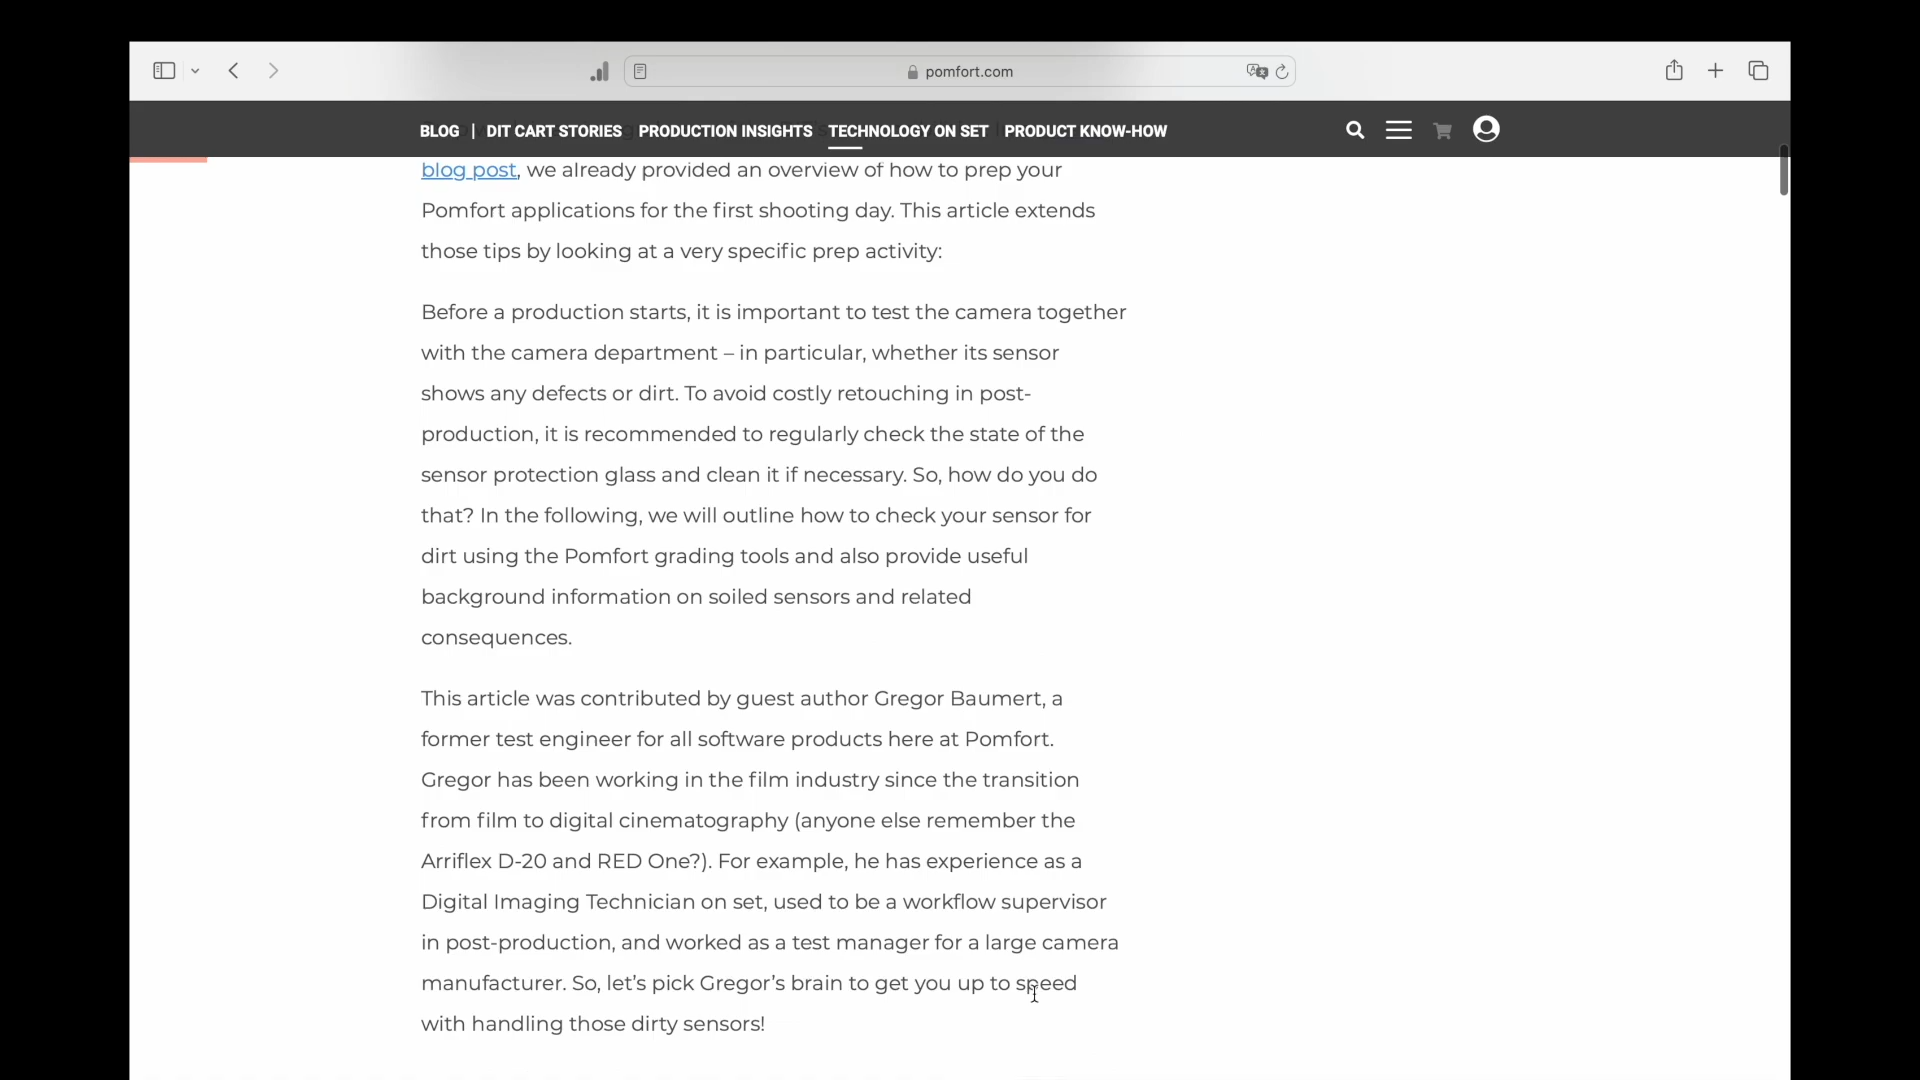 pomfort.com
BLOG | DIT CART STORIES PRODUCTION INSIGHTS TECHNOLOGY ON SET PRODUCT KNOW-HOW
blog post, we already provided an overview of how to prep your
Pomfort applications for the first shooting day. This article extends
those tips by looking at a very specific prep activity:
Before a production starts, it is important to test the camera together
with the camera department – in particular, whether its sensor
shows any defects or dirt. To avoid costly retouching in post-
production, it is recommended to regularly check the state of the
sensor protection glass and clean it if necessary. So, how do you do
that? In the following, we will outline how to check your sensor for
dirt using the Pomfort grading tools and also provide useful
background information on soiled sensors and related
consequences.
This article was contributed by guest author Gregor Baumert, a
former test engineer for all software products here at Pomfort.
Gregor has been working in the film industry since the transition
from film to digital cinematography (anyone else remember the
Arriflex D-20 and RED One?). For example, he has experience as a
Digital Imaging Technician on set, used to be a workflow supervisor
in post-production, and worked as a test manager for a large camera
manufacturer. So, let’s pick Gregor’s brain to get you up to speed
with handling those dirty sensors!